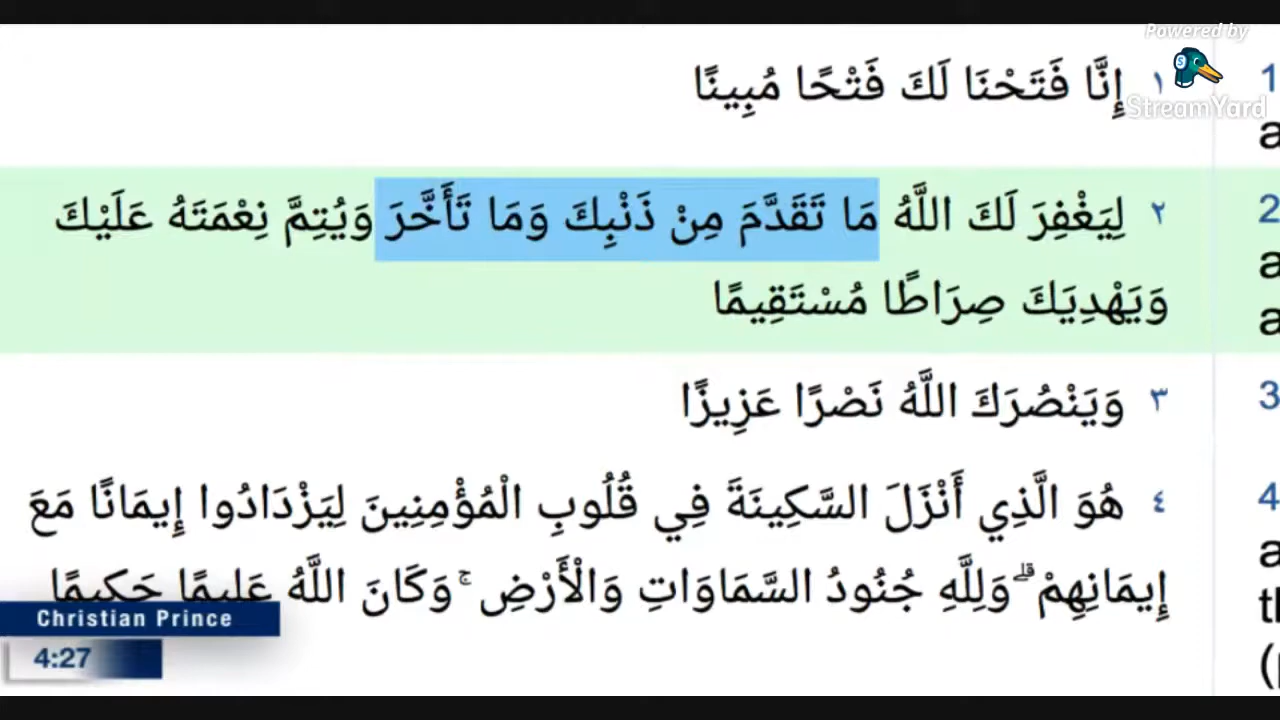 Powered by
StreamYard
١ إِنَّا فَتَحْنَا لَكَ فَتْحًا مُبِينًا
1
a
٢ لِيَغْفِرَ لَكَ اللَّهُ مَا تَقَدَّمَ مِنْ ذَنْبِكَ وَمَا تَأَخَّرَ وَيُتِمَّ نِعْمَتَهُ عَلَيْكَ
وَيَهْدِيَكَ صِرَاطًا مُسْتَقِيمًا
2
a
a
٣ وَيَنْصُرَكَ اللَّهُ نَصْرًا عَزِيزًا
3
٤ هُوَ الَّذِي أَنْزَلَ السَّكِينَةَ فِي قُلُوبِ الْمُؤْمِنِينَ لِيَزْدَادُوا إِيمَانًا مَعَ
إِيمَانِهِمْ ۗ وَلِلَّهِ جُنُودُ السَّمَاوَاتِ وَالْأَرْضِ ۚ وَكَانَ اللَّهُ عَلِيمًا حَكِيمًا
4
a
Christian Prince
4:27